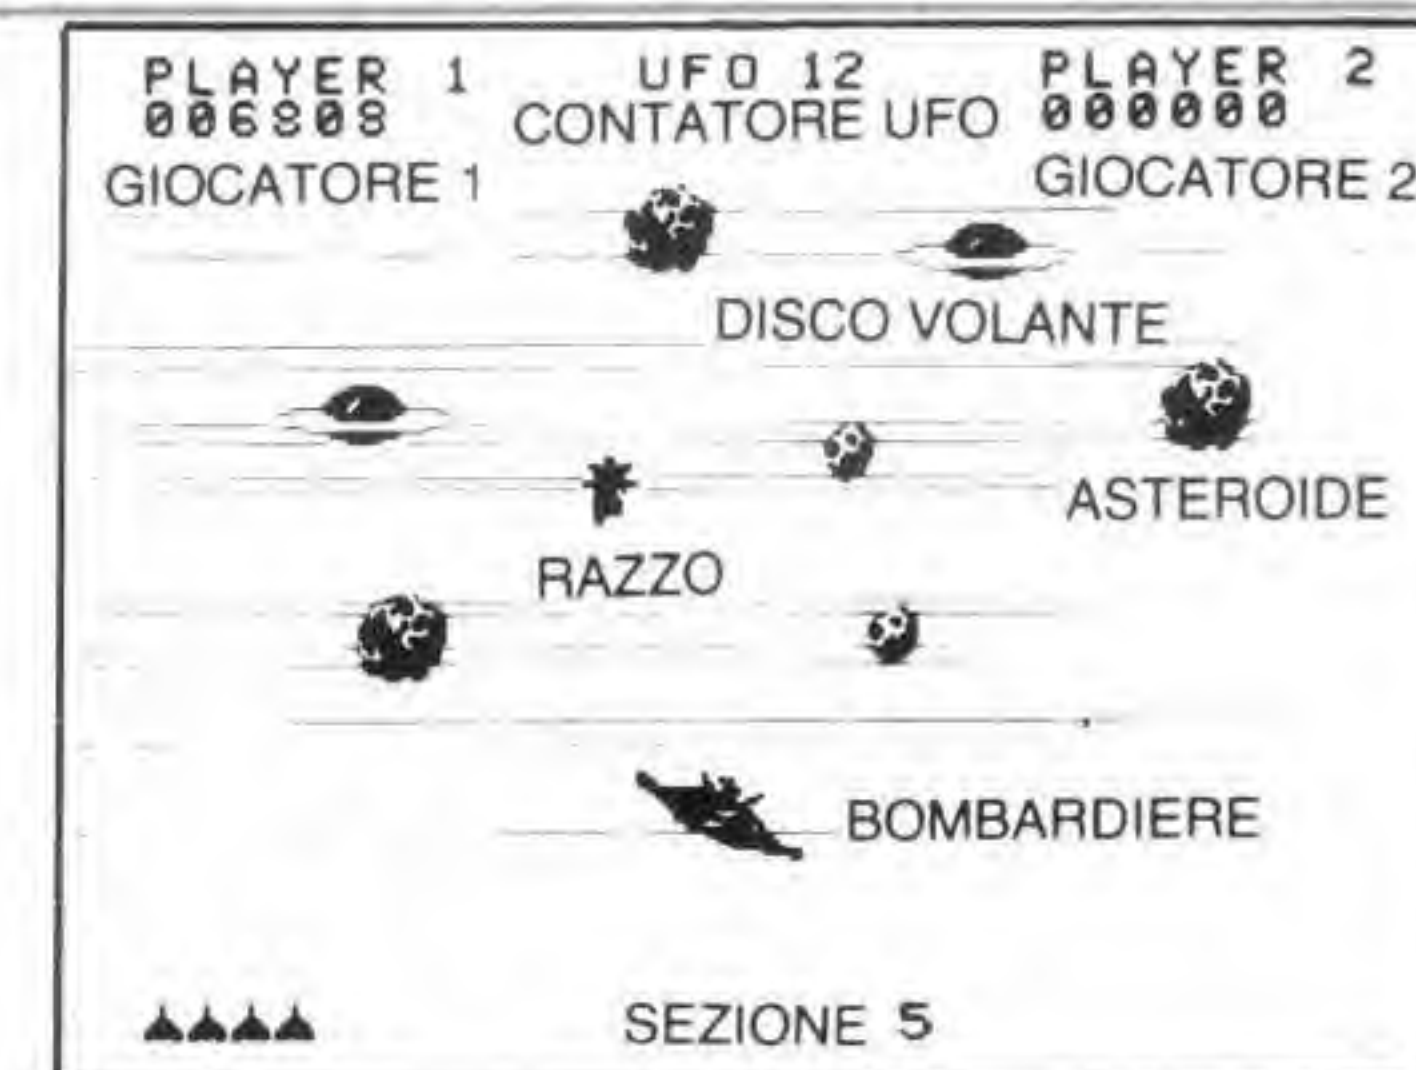 PLAYER 1 UFO 12 PLAYER 2
006808 CONTATORE UFO 000000
GIOCATORE 1 GIOCATORE 2
DISCO VOLANTE
ASTEROIDE
RAZZO
BOMBARDIERE
SEZIONE 5